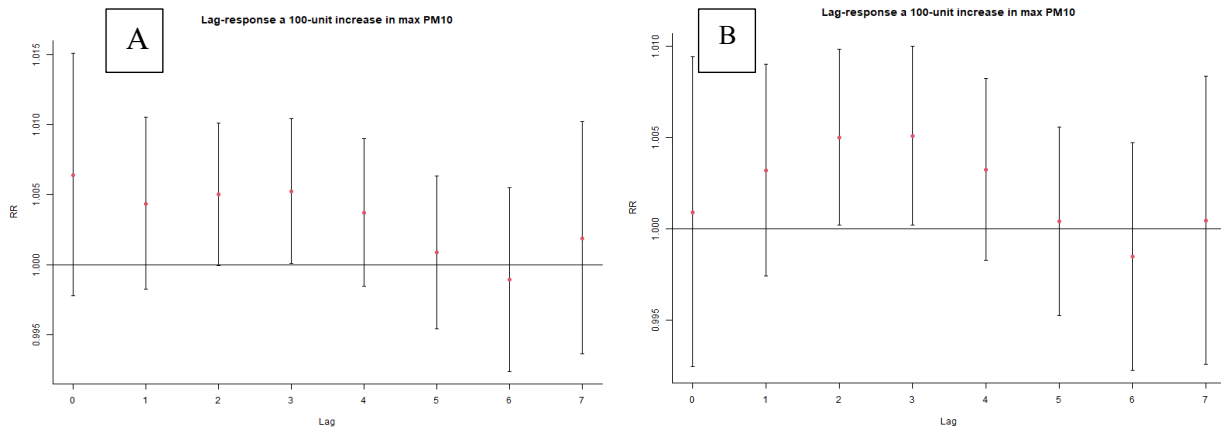 Lag-response a 100-unit increase in max PM10
A
RR
1.015
1.010
1.005
1.000
0.995
0 1 2 3 4 5 6 7
Lag
Lag-response a 100-unit increase in max PM10
B
RR
1.010
1.005
1.000
0.995
0 1 2 3 4 5 6 7
Lag